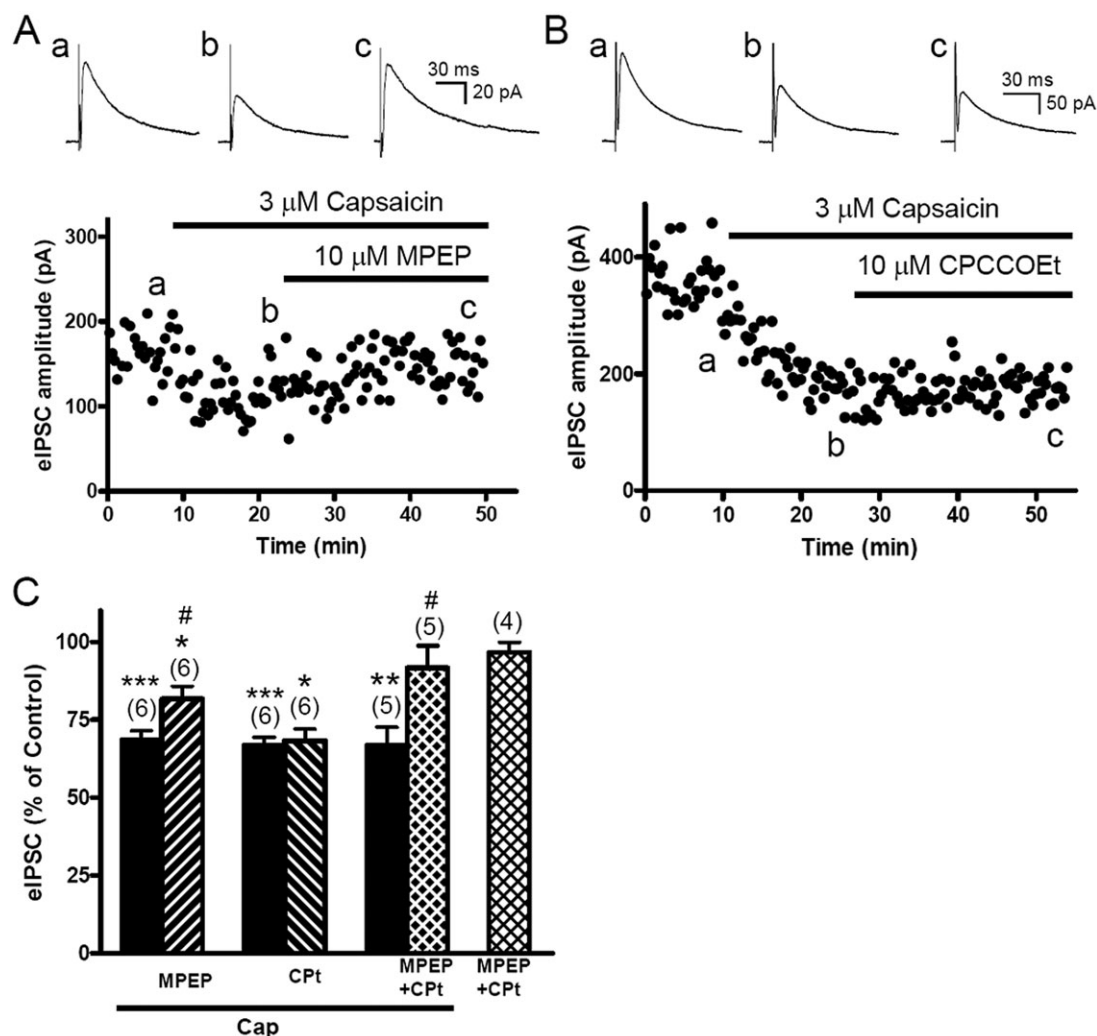 A
a
b
c
30 ms
20 pA
3 μM Capsaicin
10 μM MPEP
eIPSC amplitude (pA)
300
200
100
0
a
b
c
0 10 20 30 40 50
Time (min)
B
a
b
c
30 ms
50 pA
3 μM Capsaicin
10 μM CPCCOEt
eIPSC amplitude (pA)
400
200
0
a
b
c
0 10 20 30 40 50
Time (min)
C
eIPSC (% of Control)
100
75
50
25
0
***
(6)
#
*
(6)
***
(6)
*
(6)
**
(5)
#
(5)
(4)
MPEP
CPt
MPEP
+CPt
MPEP
+CPt
Cap